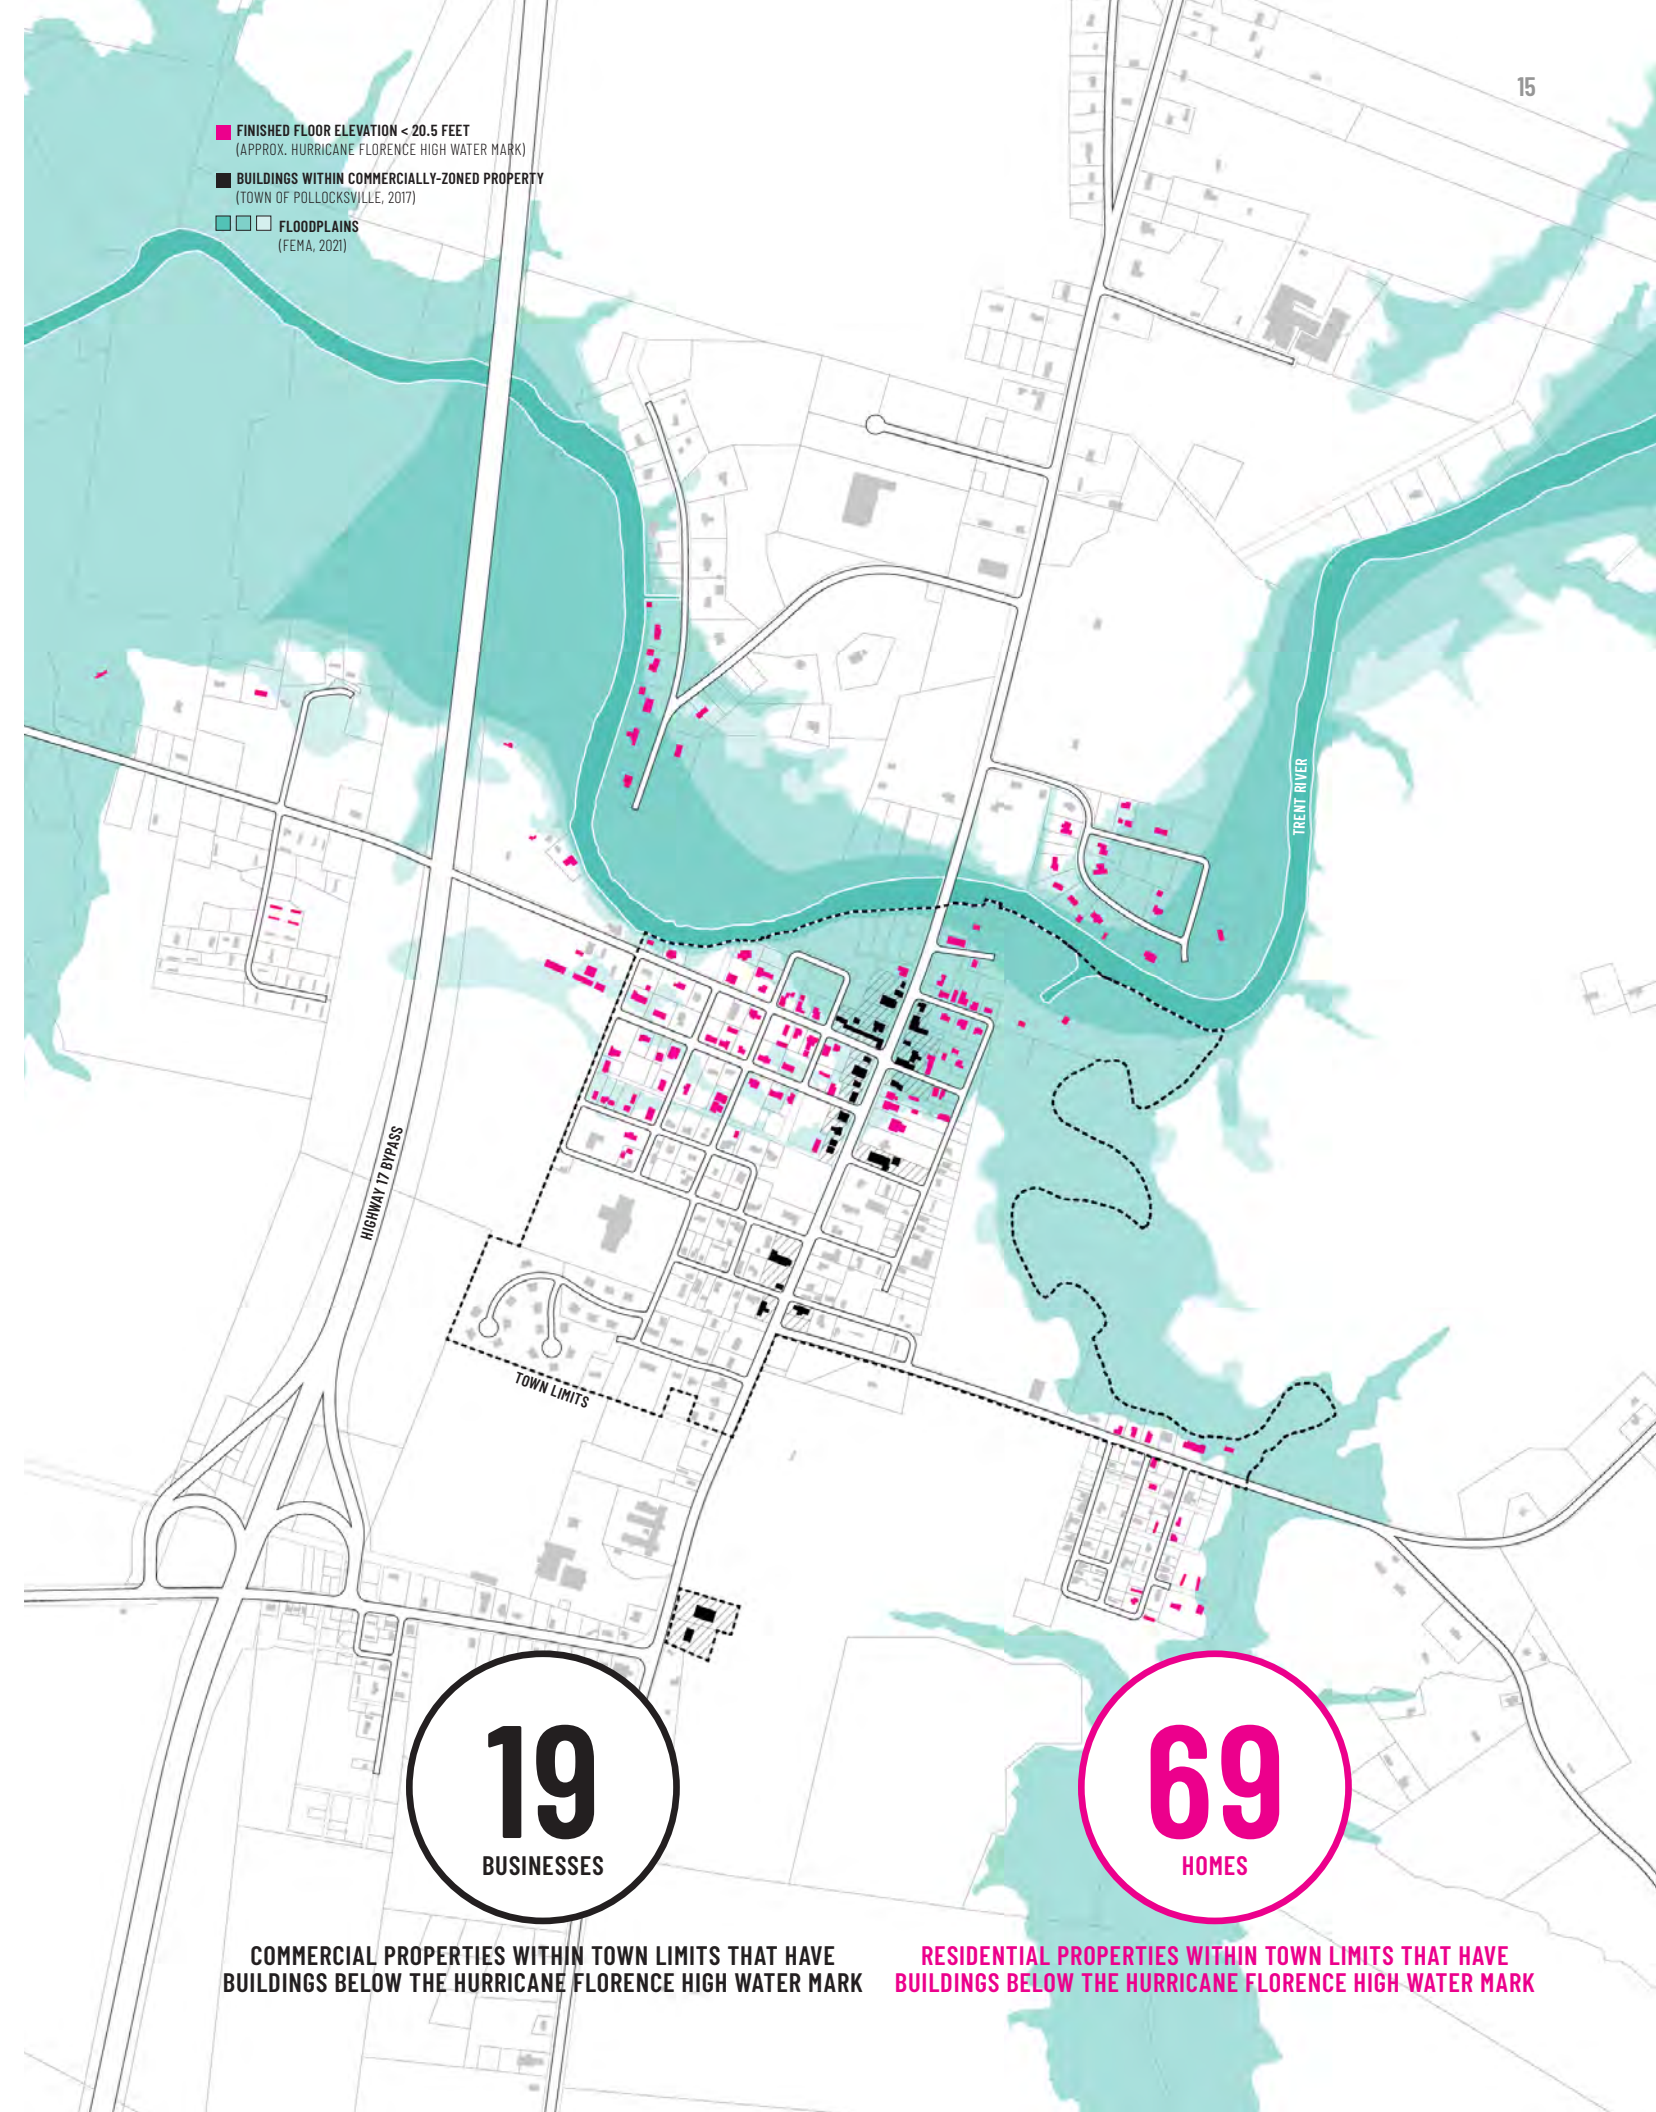 15
FINISHED FLOOR ELEVATION < 20.5 FEET
(APPROX. HURRICANE FLORENCE HIGH WATER MARK)
BUILDINGS WITHIN COMMERCIALLY-ZONED PROPERTY
(TOWN OF POLLOCKSVILLE, 2017)
FLOODPLAINS
(FEMA, 2021)
TRENT RIVER
HIGHWAY 17 BYPASS
TOWN LIMITS
19
BUSINESSES
COMMERCIAL PROPERTIES WITHIN TOWN LIMITS THAT HAVE
BUILDINGS BELOW THE HURRICANE FLORENCE HIGH WATER MARK
69
HOMES
RESIDENTIAL PROPERTIES WITHIN TOWN LIMITS THAT HAVE
BUILDINGS BELOW THE HURRICANE FLORENCE HIGH WATER MARK